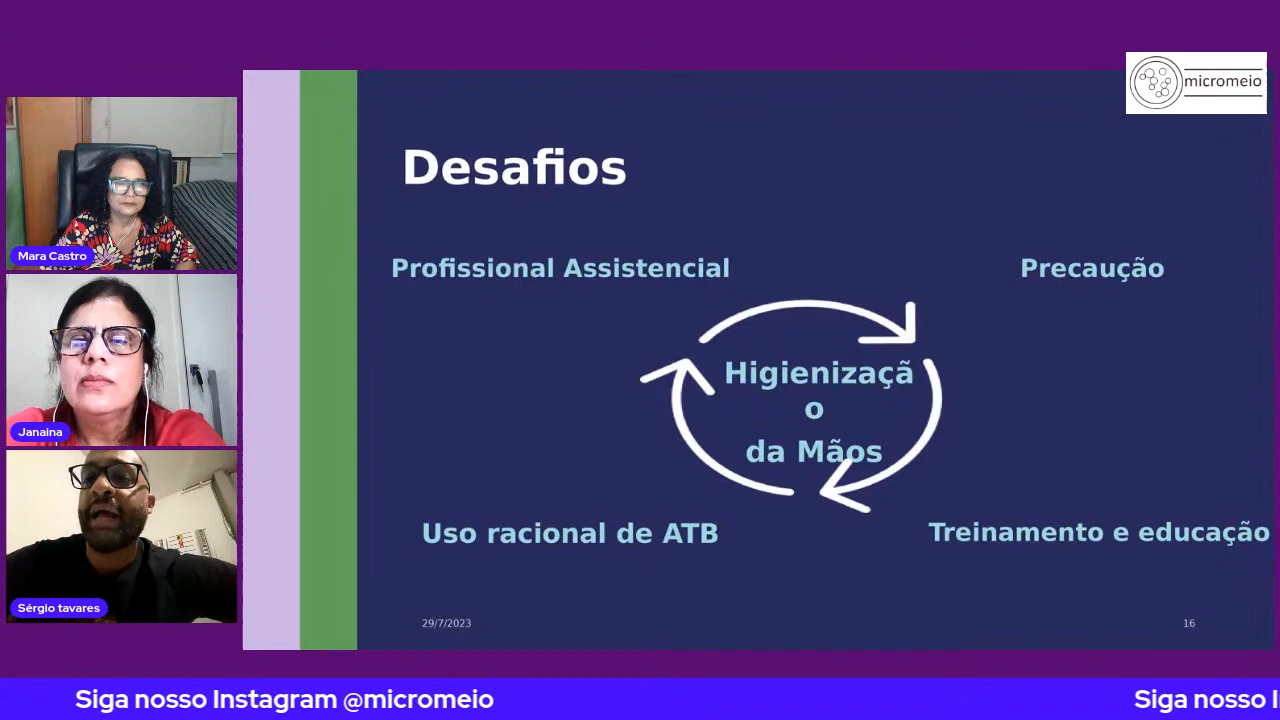 micromeio
Desafios
Profissional Assistencial
Precaução
Higienizaçã
o
da Mãos
Uso racional de ATB
Treinamento e educação
29/7/2023
16
Mara Castro
Janaina
Sérgio tavares
Siga nosso Instagram @micromeio
Siga nosso I